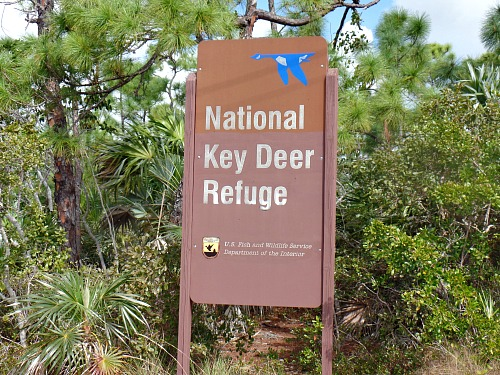 National
Key Deer
Refuge
U.S. Fish and Wildlife Service
Department of the Interior